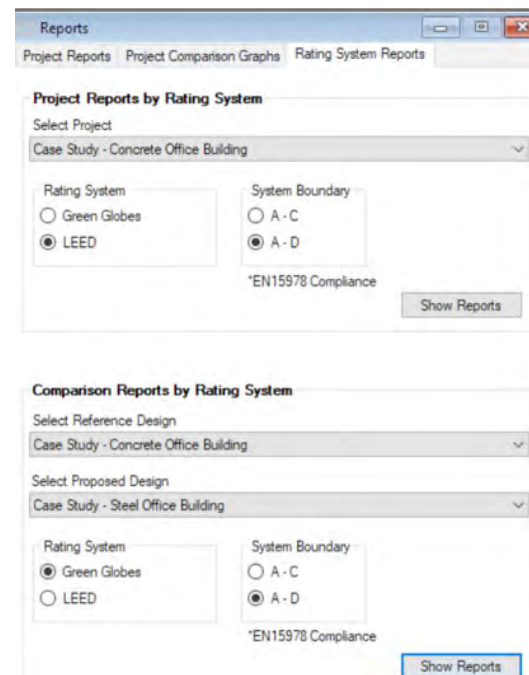 Reports
Project Reports Project Comparison Graphs Rating System Reports
Project Reports by Rating System
Select Project
Case Study - Concrete Office Building
Rating System System Boundary
Green Globes A - C
LEED A - D
*EN15978 Compliance
Show Reports
Comparison Reports by Rating System
Select Reference Design
Case Study - Concrete Office Building
Select Proposed Design
Case Study - Steel Office Building
Rating System System Boundary
Green Globes A - C
LEED A - D
*EN15978 Compliance
Show Reports